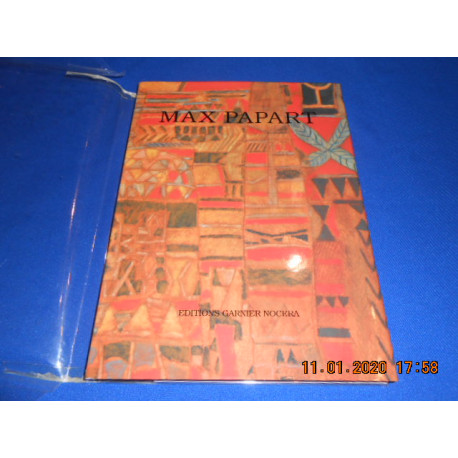 MAX PAPART
EDITIONS GARNIER NOCERA
11.01.2020 17:58